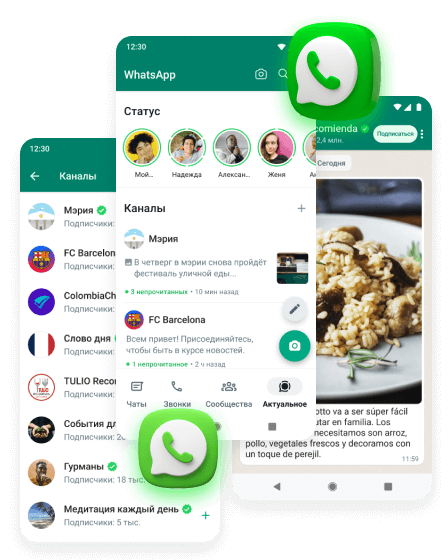 12:30
WhatsApp
Статус
Мой...
Надежда
Алексан...
Женя
Ан
Каналы
Мэрия
В четверг в мэрии снова пройдёт
фестиваль уличной еды...
3 непрочитанных • 10 мин назад
FC Barcelona
Всем привет! Присоединяйтесь,
чтобы быть в курсе новостей.
1 непрочитанное • 2 ч назад
Чаты
Звонки
Сообщества
Актуальное
12:30
Каналы
Мэрия
Подписчики:
FC Barcelon
Подписчики:
ColombiaCh
Подписчики:
Слово дня
Подписчики:
TULIO Recor
Подписчики:
События дл
Подписчики: 2
Гурманы
Подписчики: 18 тыс.
Медитация каждый день
Подписчики: 5 тыс.
comienda
2,4 млн.
Подписаться
Сегодня
otto va a ser súper fácil
utar en familia. Los
necesitamos son arroz,
pollo, vegetales frescos y decoramos con
un toque de perejil.
11:59